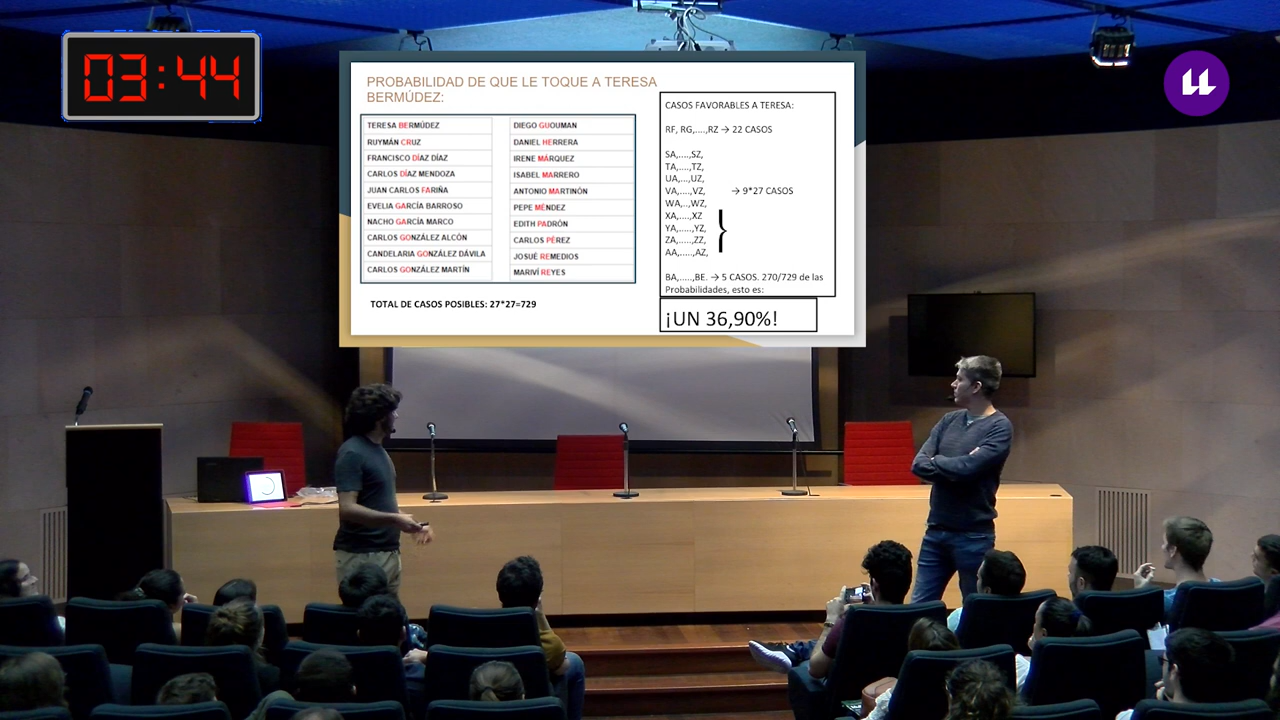 03:44
PROBABILIDAD DE QUE LE TOQUE A TERESA
BERMÚDEZ:
TERESA BERMÚDEZ
RUYMÁN CRUZ
FRANCISCO DÍAZ DÍAZ
CARLOS DÍAZ MENDOZA
JUAN CARLOS FARIÑA
EVELIA GARCÍA BARROSO
NACHO GARCÍA MARCO
CARLOS GONZÁLEZ ALCÓN
CANDELARIA GONZÁLEZ DÁVILA
CARLOS GONZÁLEZ MARTÍN
DIEGO GUOUMAN
DANIEL HERRERA
IRENE MÁRQUEZ
ISABEL MARRERO
ANTONIO MARTINÓN
PEPE MÉNDEZ
EDITH PADRÓN
CARLOS PÉREZ
JOSUÉ REMEDIOS
MARIVÍ REYES
TOTAL DE CASOS POSIBLES: 27*27=729
CASOS FAVORABLES A TERESA:
RF, RG,....,RZ → 22 CASOS
SA,....,SZ,
TA,....,TZ,
UA,...,UZ,
VA,....,VZ, → 9*27 CASOS
WA,..,WZ,
XA,....,XZ
YA,.....,YZ,
ZA,.....,ZZ,
AA,.....,AZ,
BA,.....,BE. → 5 CASOS. 270/729 de las
Probabilidades, esto es:
¡UN 36,90%!